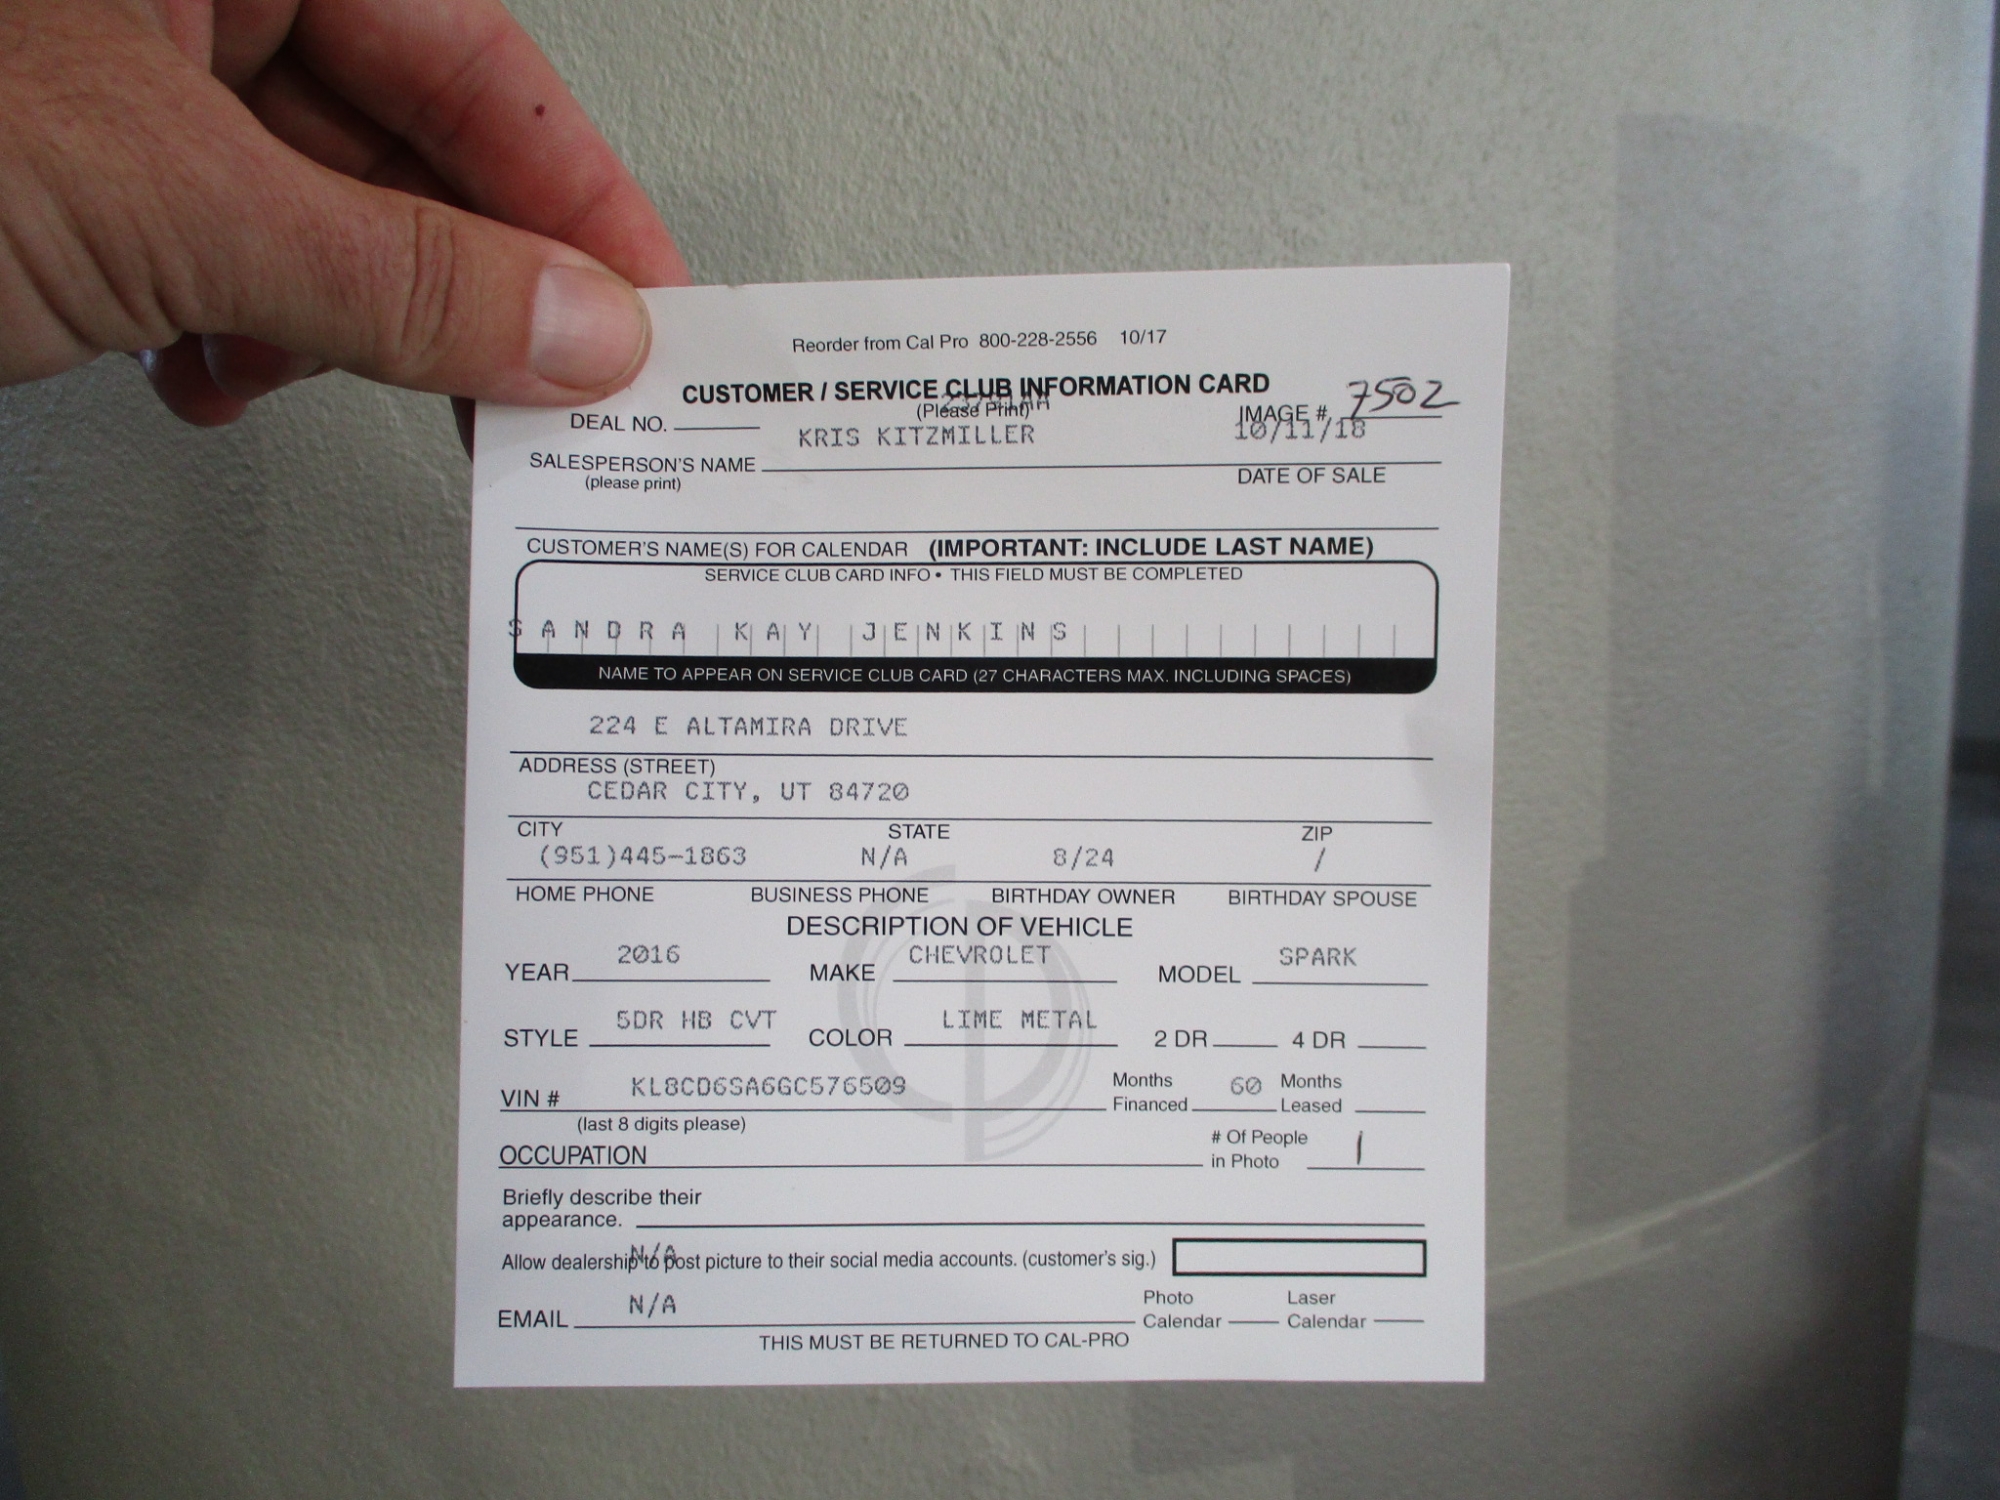 Reorder from Cal Pro 800-228-2556 10/17
CUSTOMER / SERVICE CLUB INFORMATION CARD
(Please Print)
DEAL NO. IMAGE # 7502
KRIS KITZMILLER 10/11/18
SALESPERSON'S NAME DATE OF SALE
(please print)
CUSTOMER'S NAME(S) FOR CALENDAR (IMPORTANT: INCLUDE LAST NAME)
SERVICE CLUB CARD INFO • THIS FIELD MUST BE COMPLETED
SANDRA KAY JENKINS
NAME TO APPEAR ON SERVICE CLUB CARD (27 CHARACTERS MAX. INCLUDING SPACES)
224 E ALTAMIRA DRIVE
ADDRESS (STREET)
CEDAR CITY, UT 84720
CITY STATE ZIP
(951)445-1863 N/A 8/24 /
HOME PHONE BUSINESS PHONE BIRTHDAY OWNER BIRTHDAY SPOUSE
DESCRIPTION OF VEHICLE
YEAR 2016 MAKE CHEVROLET MODEL SPARK
STYLE 5DR HB CVT COLOR LIME METAL 2 DR 4 DR
VIN # KL8CD6SA6GC576509 Months Financed 60 Months Leased
(last 8 digits please)
OCCUPATION # Of People in Photo 1
Briefly describe their
appearance.
N/A
Allow dealership to post picture to their social media accounts. (customer's sig.)
EMAIL N/A Photo Calendar Laser Calendar
THIS MUST BE RETURNED TO CAL-PRO